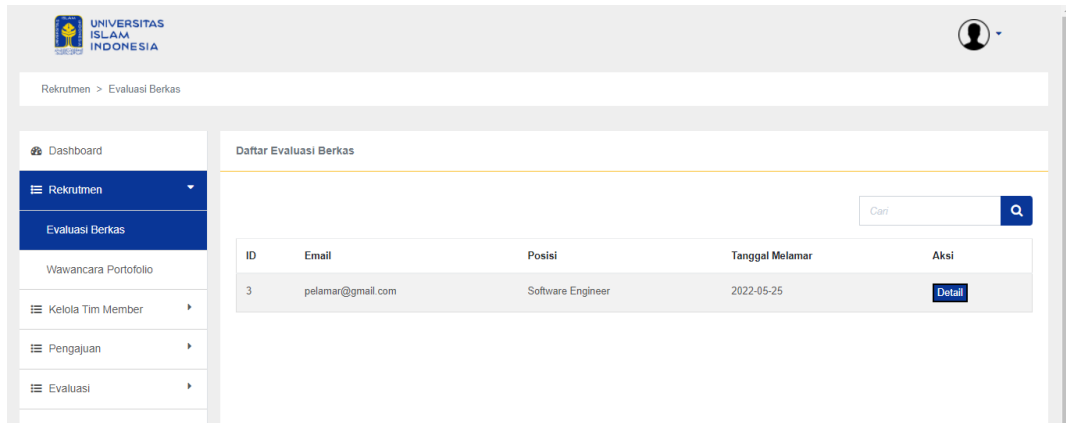 UNIVERSITAS
ISLAM
INDONESIA
Rekrutmen > Evaluasi Berkas
Dashboard
Rekrutmen
Evaluasi Berkas
Wawancara Portofolio
Kelola Tim Member
Pengajuan
Evaluasi
Daftar Evaluasi Berkas
Cari
ID Email Posisi Tanggal Melamar Aksi
3 pelamar@gmail.com Software Engineer 2022-05-25 Detail